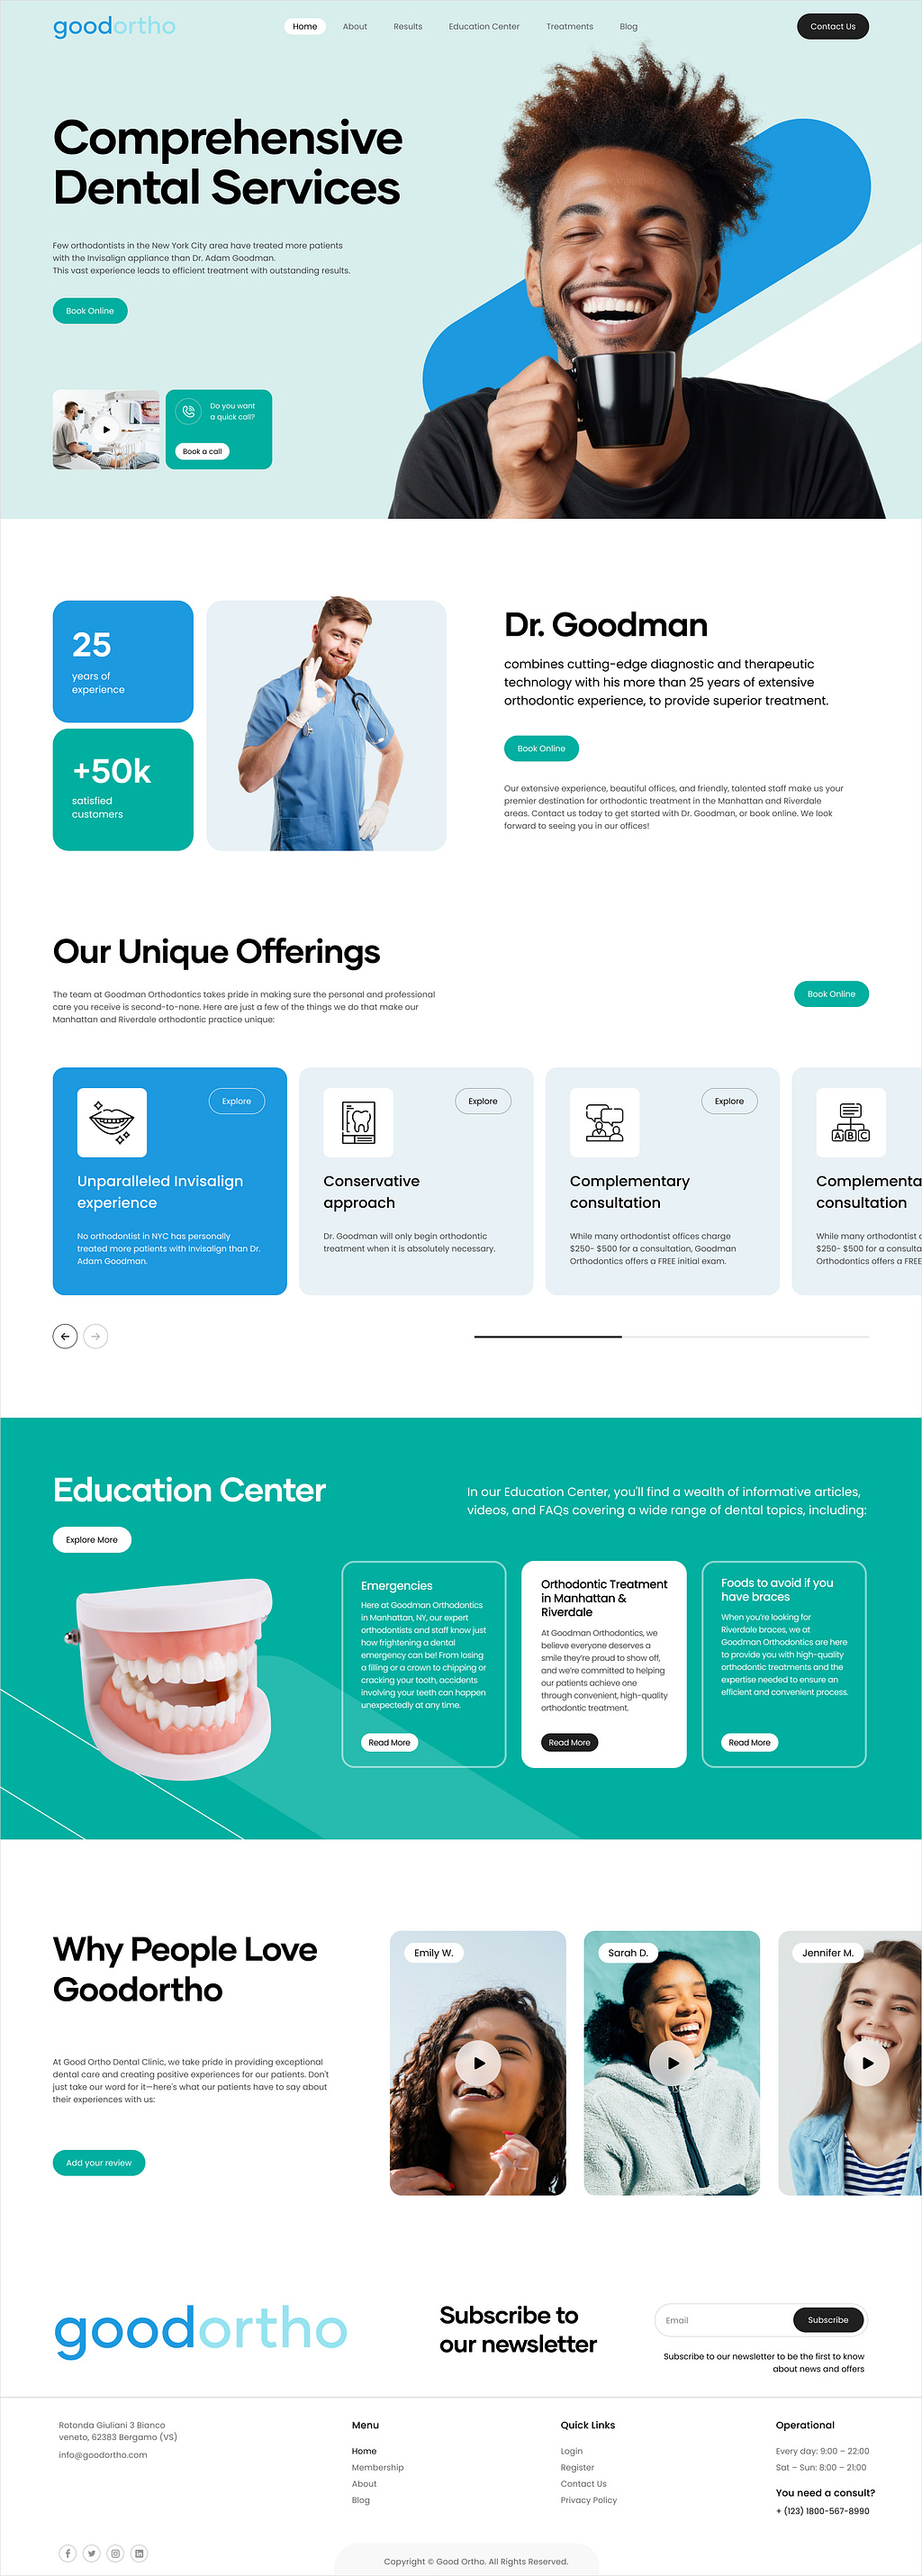 goodortho
Home
About
Results
Education Center
Treatments
Blog
Contact Us
Comprehensive
Dental Services
Few orthodontists in the New York City area have treated more patients
with the Invisalign appliance than Dr. Adam Goodman.
This vast experience leads to efficient treatment with outstanding results.
Book Online
Do you want
a quick call?
Book a call
25
years of
experience
+50k
satisfied
customers
Dr. Goodman
combines cutting-edge diagnostic and therapeutic
technology with his more than 25 years of extensive
orthodontic experience, to provide superior treatment.
Book Online
Our extensive experience, beautiful offices, and friendly, talented staff make us your
premier destination for orthodontic treatment in the Manhattan and Riverdale
areas. Contact us today to get started with Dr. Goodman, or book online. We look
forward to seeing you in our offices!
Our Unique Offerings
The team at Goodman Orthodontics takes pride in making sure the personal and professional
care you receive is second-to-none. Here are just a few of the things we do that make our
Manhattan and Riverdale orthodontic practice unique:
Book Online
Explore
Unparalleled Invisalign
experience
No orthodontist in NYC has personally
treated more patients with Invisalign than Dr.
Adam Goodman.
Explore
Conservative
approach
Dr. Goodman will only begin orthodontic
treatment when it is absolutely necessary.
Explore
Complementary
consultation
While many orthodontist offices charge
$250- $500 for a consultation, Goodman
Orthodontics offers a FREE initial exam.
A B C
Complementa
consultation
While many orthodontist o
$250- $500 for a consulta
Orthodontics offers a FREE
Education Center
Explore More
In our Education Center, you'll find a wealth of informative articles,
videos, and FAQs covering a wide range of dental topics, including:
Emergencies
Here at Goodman Orthodontics
in Manhattan, NY, our expert
orthodontists and staff know just
how frightening a dental
emergency can be! From losing
a filling or a crown to chipping or
cracking your tooth, accidents
involving your teeth can happen
unexpectedly at any time.
Read More
Orthodontic Treatment
in Manhattan &
Riverdale
At Goodman Orthodontics, we
believe everyone deserves a
smile they're proud to show off,
and we're committed to helping
our patients achieve one
through convenient, high-quality
orthodontic treatment.
Read More
Foods to avoid if you
have braces
When you're looking for
Riverdale braces, we at
Goodman Orthodontics are here
to provide you with high-quality
orthodontic treatments and the
expertise needed to ensure an
efficient and convenient process.
Read More
Why People Love
Goodortho
At Good Ortho Dental Clinic, we take pride in providing exceptional
dental care and creating positive experiences for our patients. Don't
just take our word for it—here's what our patients have to say about
their experiences with us:
Add your review
Emily W.
Sarah D.
Jennifer M.
goodortho
Subscribe to
our newsletter
Email
Subscribe
Subscribe to our newsletter to be the first to know
about news and offers
Rotonda Giuliani 3 Bianco
veneto, 62383 Bergamo (VS)
info@goodortho.com
Menu
Home
Membership
About
Blog
Quick Links
Login
Register
Contact Us
Privacy Policy
Operational
Every day: 9:00 – 22:00
Sat – Sun: 8:00 – 21:00
You need a consult?
+ (123) 1800-567-8990
Copyright © Good Ortho. All Rights Reserved.